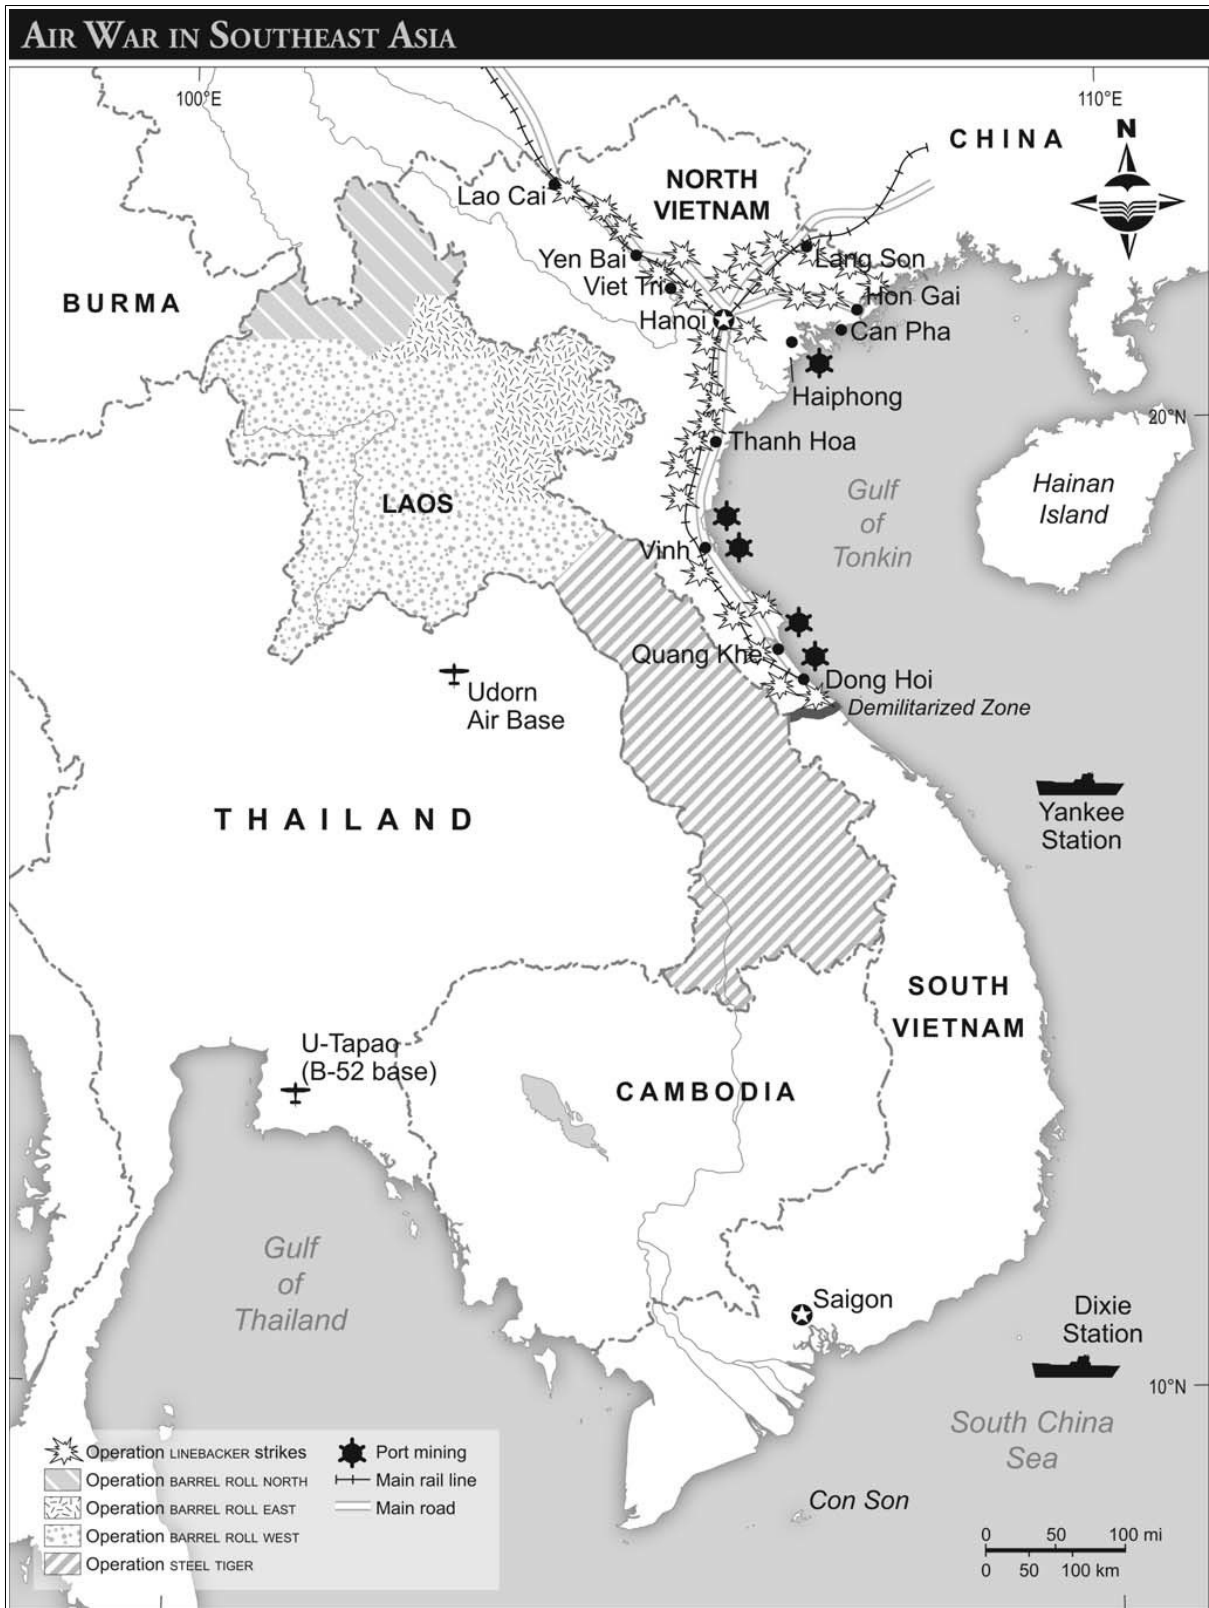 AIR WAR IN SOUTHEAST ASIA
100°E
110°E
N
CHINA
NORTH
VIETNAM
Lao Cai
Yen Bai
Lang Son
Viet Tri
Hon Gai
BURMA
Hanoi
Can Pha
Haiphong
20°N
Thanh Hoa
LAOS
Gulf
of
Tonkin
Hainan
Island
Vinh
Quang Khe
Dong Hoi
Demilitarized Zone
Udorn
Air Base
Yankee
Station
THAILAND
SOUTH
VIETNAM
U-Tapao
(B-52 base)
CAMBODIA
Gulf
of
Thailand
Saigon
Dixie
Station
10°N
South China
Sea
Con Son
Operation LINEBACKER strikes
Operation BARREL ROLL NORTH
Operation BARREL ROLL EAST
Operation BARREL ROLL WEST
Operation STEEL TIGER
Port mining
Main rail line
Main road
0 50 100 mi
0 50 100 km